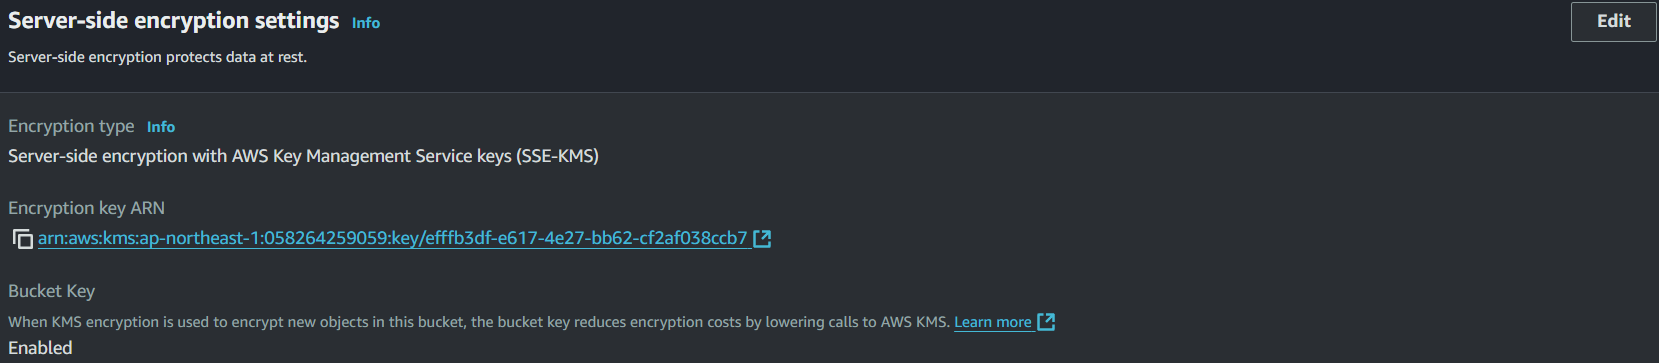 Server-side encryption settings Info
Edit
Server-side encryption protects data at rest.
Encryption type Info
Server-side encryption with AWS Key Management Service keys (SSE-KMS)
Encryption key ARN
arn:aws:kms:ap-northeast-1:058264259059:key/efffb3df-e617-4e27-bb62-cf2af038ccb7
Bucket Key
When KMS encryption is used to encrypt new objects in this bucket, the bucket key reduces encryption costs by lowering calls to AWS KMS. Learn more
Enabled